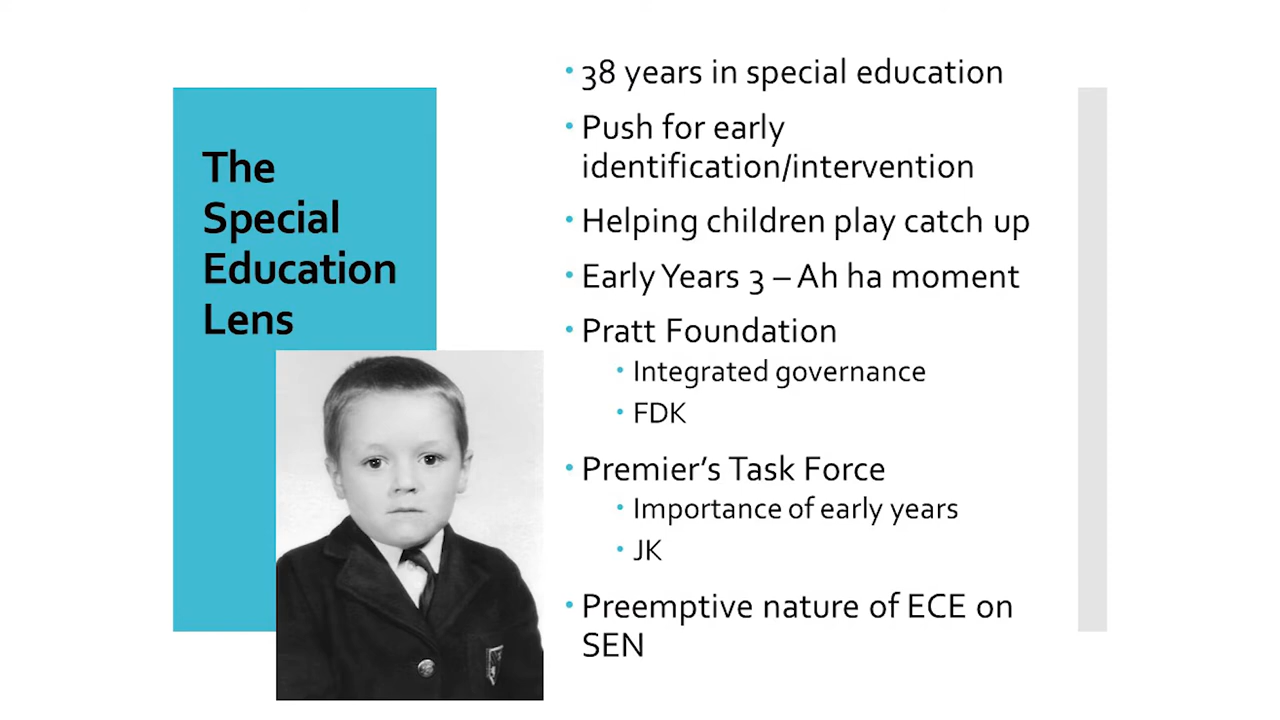 The
Special
Education
Lens
• 38 years in special education
• Push for early
identification/intervention
• Helping children play catch up
• Early Years 3 – Ah ha moment
• Pratt Foundation
• Integrated governance
• FDK
• Premier’s Task Force
• Importance of early years
• JK
• Preemptive nature of ECE on
SEN